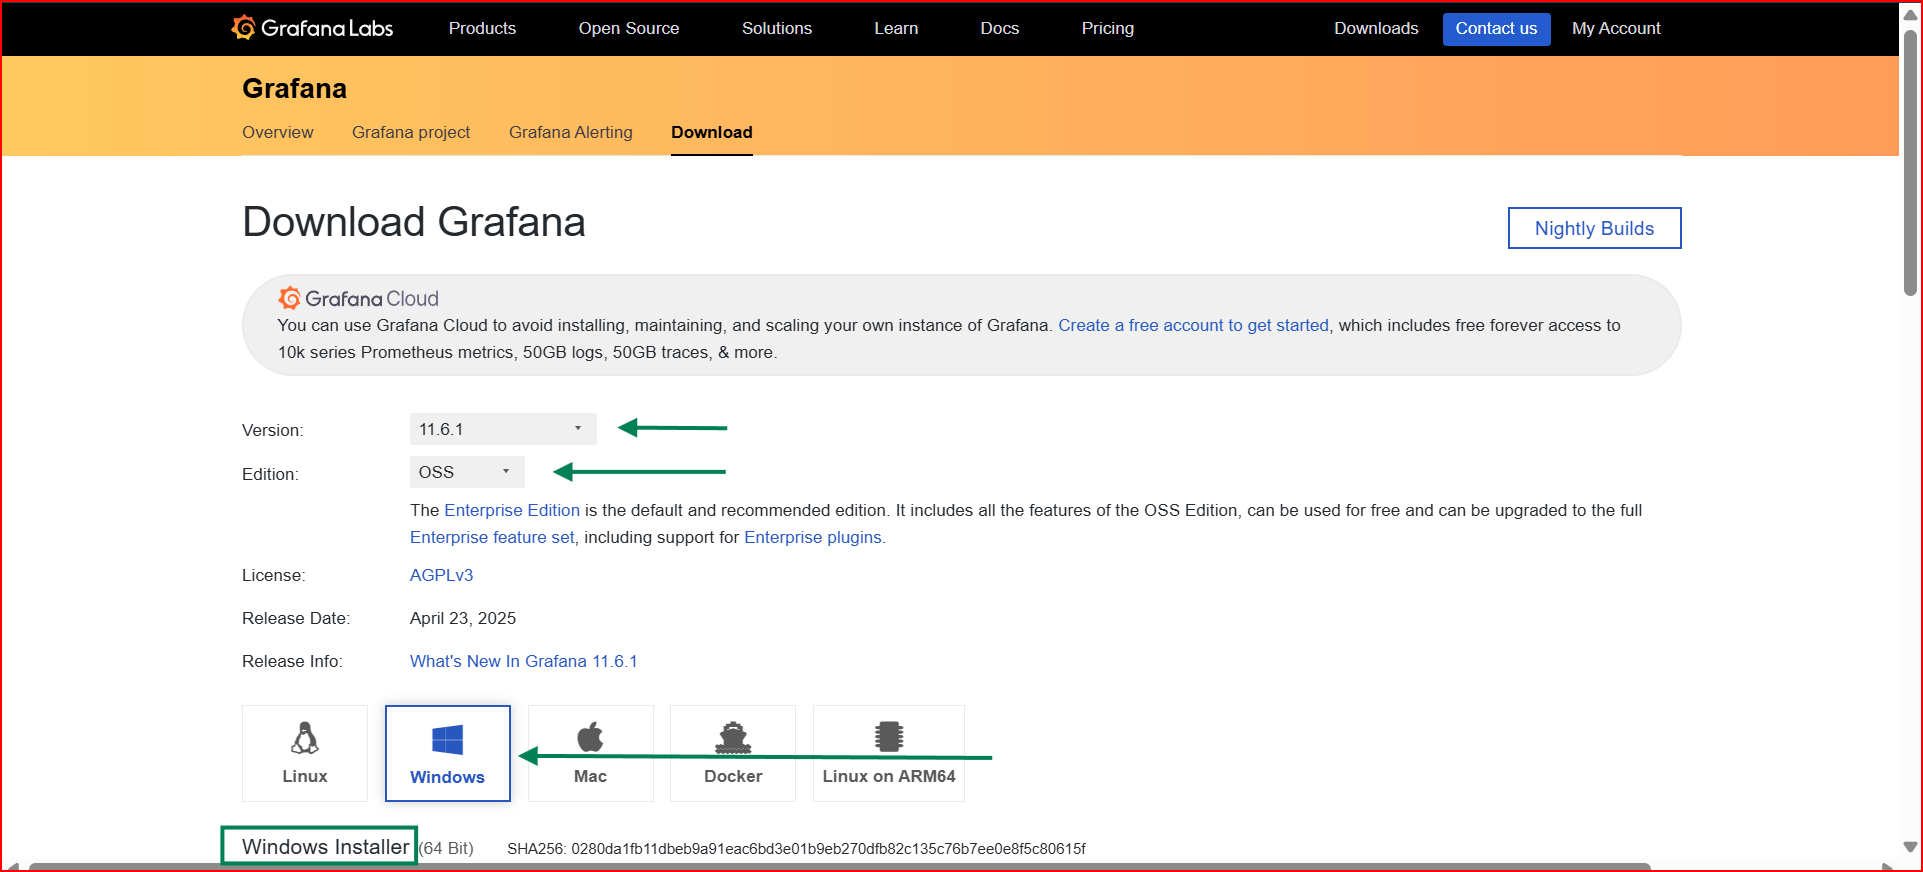 Grafana Labs Products Open Source Solutions Learn Docs Pricing Downloads Contact us My Account
Grafana
Overview Grafana project Grafana Alerting Download
Download Grafana
Nightly Builds
Grafana Cloud
You can use Grafana Cloud to avoid installing, maintaining, and scaling your own instance of Grafana. Create a free account to get started, which includes free forever access to
10k series Prometheus metrics, 50GB logs, 50GB traces, & more.
Version: 11.6.1
Edition: OSS
The Enterprise Edition is the default and recommended edition. It includes all the features of the OSS Edition, can be used for free and can be upgraded to the full
Enterprise feature set, including support for Enterprise plugins.
License: AGPLv3
Release Date: April 23, 2025
Release Info: What's New In Grafana 11.6.1
Linux Windows Mac Docker Linux on ARM64
Windows Installer (64 Bit) SHA256: 0280da1fb11dbeb9a91eac6bd3e01b9eb270dfb82c135c76b7ee0e8f5c80615f